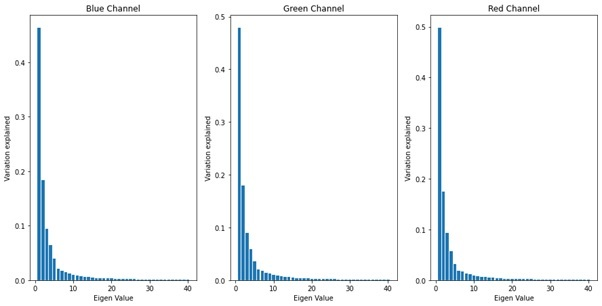 Blue Channel
Variation explained
0.4
0.3
0.2
0.1
0.0
0 10 20 30 40
Eigen Value
Green Channel
Variation explained
0.5
0.4
0.3
0.2
0.1
0.0
0 10 20 30 40
Eigen Value
Red Channel
Variation explained
0.5
0.4
0.3
0.2
0.1
0.0
0 10 20 30 40
Eigen Value